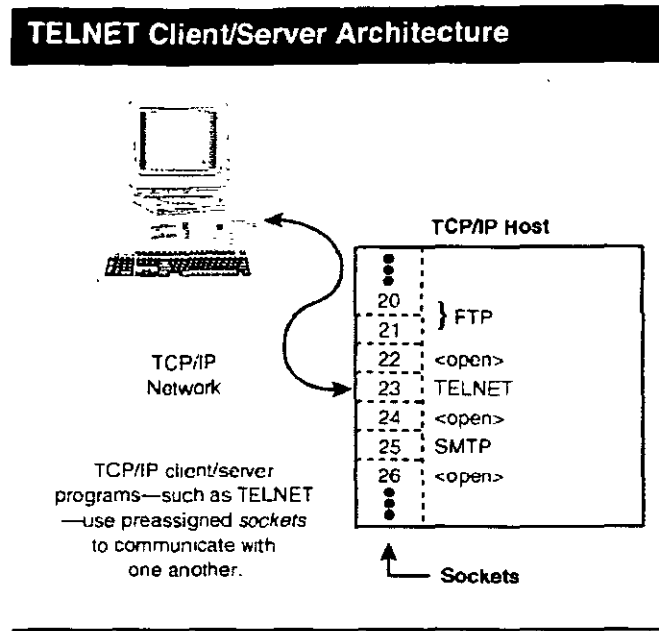 TELNET Client/Server Architecture
TCP/IP Host
20
21
} FTP
22 <open>
23 TELNET
24 <open>
25 SMTP
26 <open>
TCP/IP
Network
TCP/IP client/server
programs—such as TELNET
—use preassigned sockets
to communicate with
one another.
Sockets